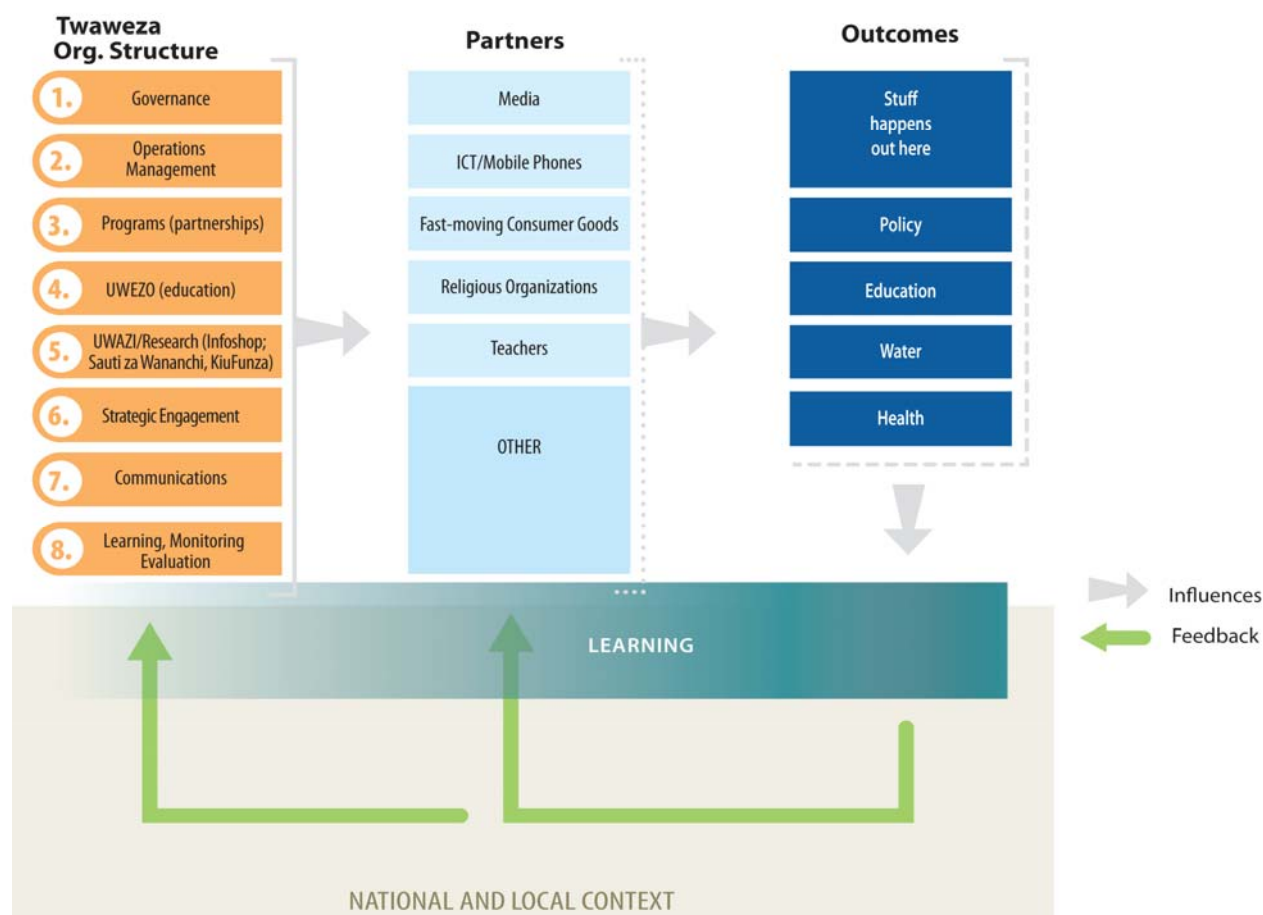 Twaweza
Org. Structure
1.
Governance
2.
Operations
Management
3.
Programs (partnerships)
4.
UWEZO (education)
5.
UWAZI/Research (Infoshop;
Sauti za Wananchi, KiuFunza)
6.
Strategic Engagement
7.
Communications
8.
Learning, Monitoring
Evaluation
Partners
Media
ICT/Mobile Phones
Fast-moving Consumer Goods
Religious Organizations
Teachers
OTHER
Outcomes
Stuff
happens
out here
Policy
Education
Water
Health
Influences
Feedback
LEARNING
NATIONAL AND LOCAL CONTEXT